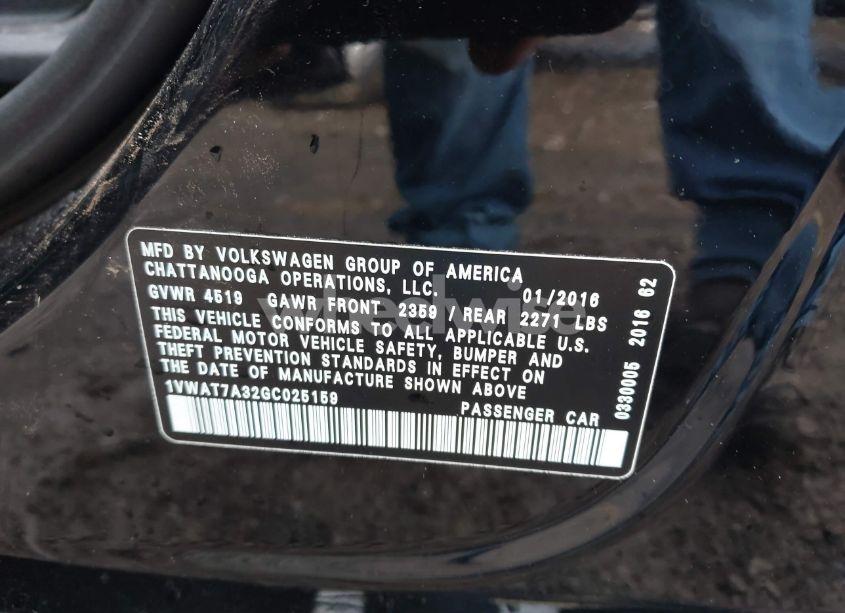 MFD BY VOLKSWAGEN GROUP OF AMERICA
CHATTANOOGA OPERATIONS, LLC. 01/2016
GVWR 4519 GAWR FRONT 2359 / REAR 2271 LBS
THIS VEHICLE CONFORMS TO ALL APPLICABLE U.S.
FEDERAL MOTOR VEHICLE SAFETY, BUMPER AND
THEFT PREVENTION STANDARDS IN EFFECT ON
THE DATE OF MANUFACTURE SHOWN ABOVE
1VWAT7A32GC025159 PASSENGER CAR
0330005 2016 62
wheelwise